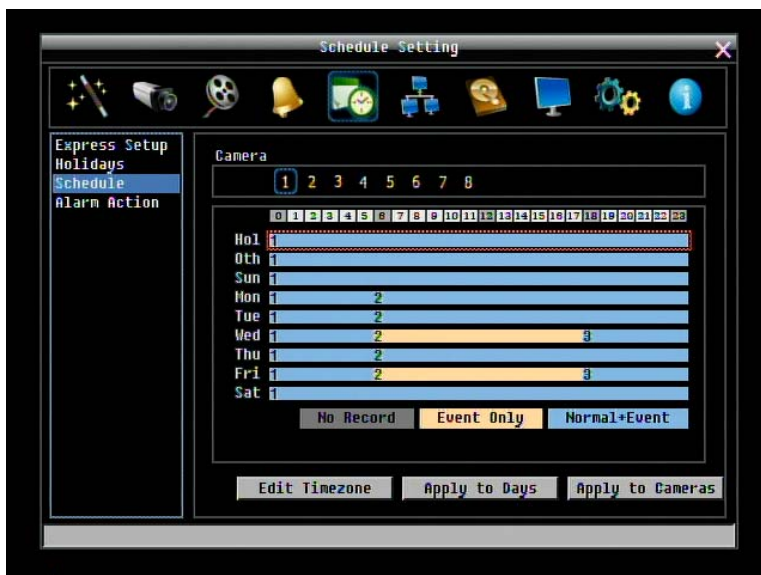 Schedule Setting X
Express Setup
Holidays
Schedule
Alarm Action
Camera
1 2 3 4 5 6 7 8
0 1 2 3 4 5 6 7 8 9 10 11 12 13 14 15 16 17 18 19 20 21 22 23
Hol 1
Oth 1
Sun 1
Mon 1 2
Tue 1 2
Wed 1 2 3
Thu 1 2
Fri 1 2 3
Sat 1
No Record Event Only Normal+Event
Edit Timezone Apply to Days Apply to Cameras